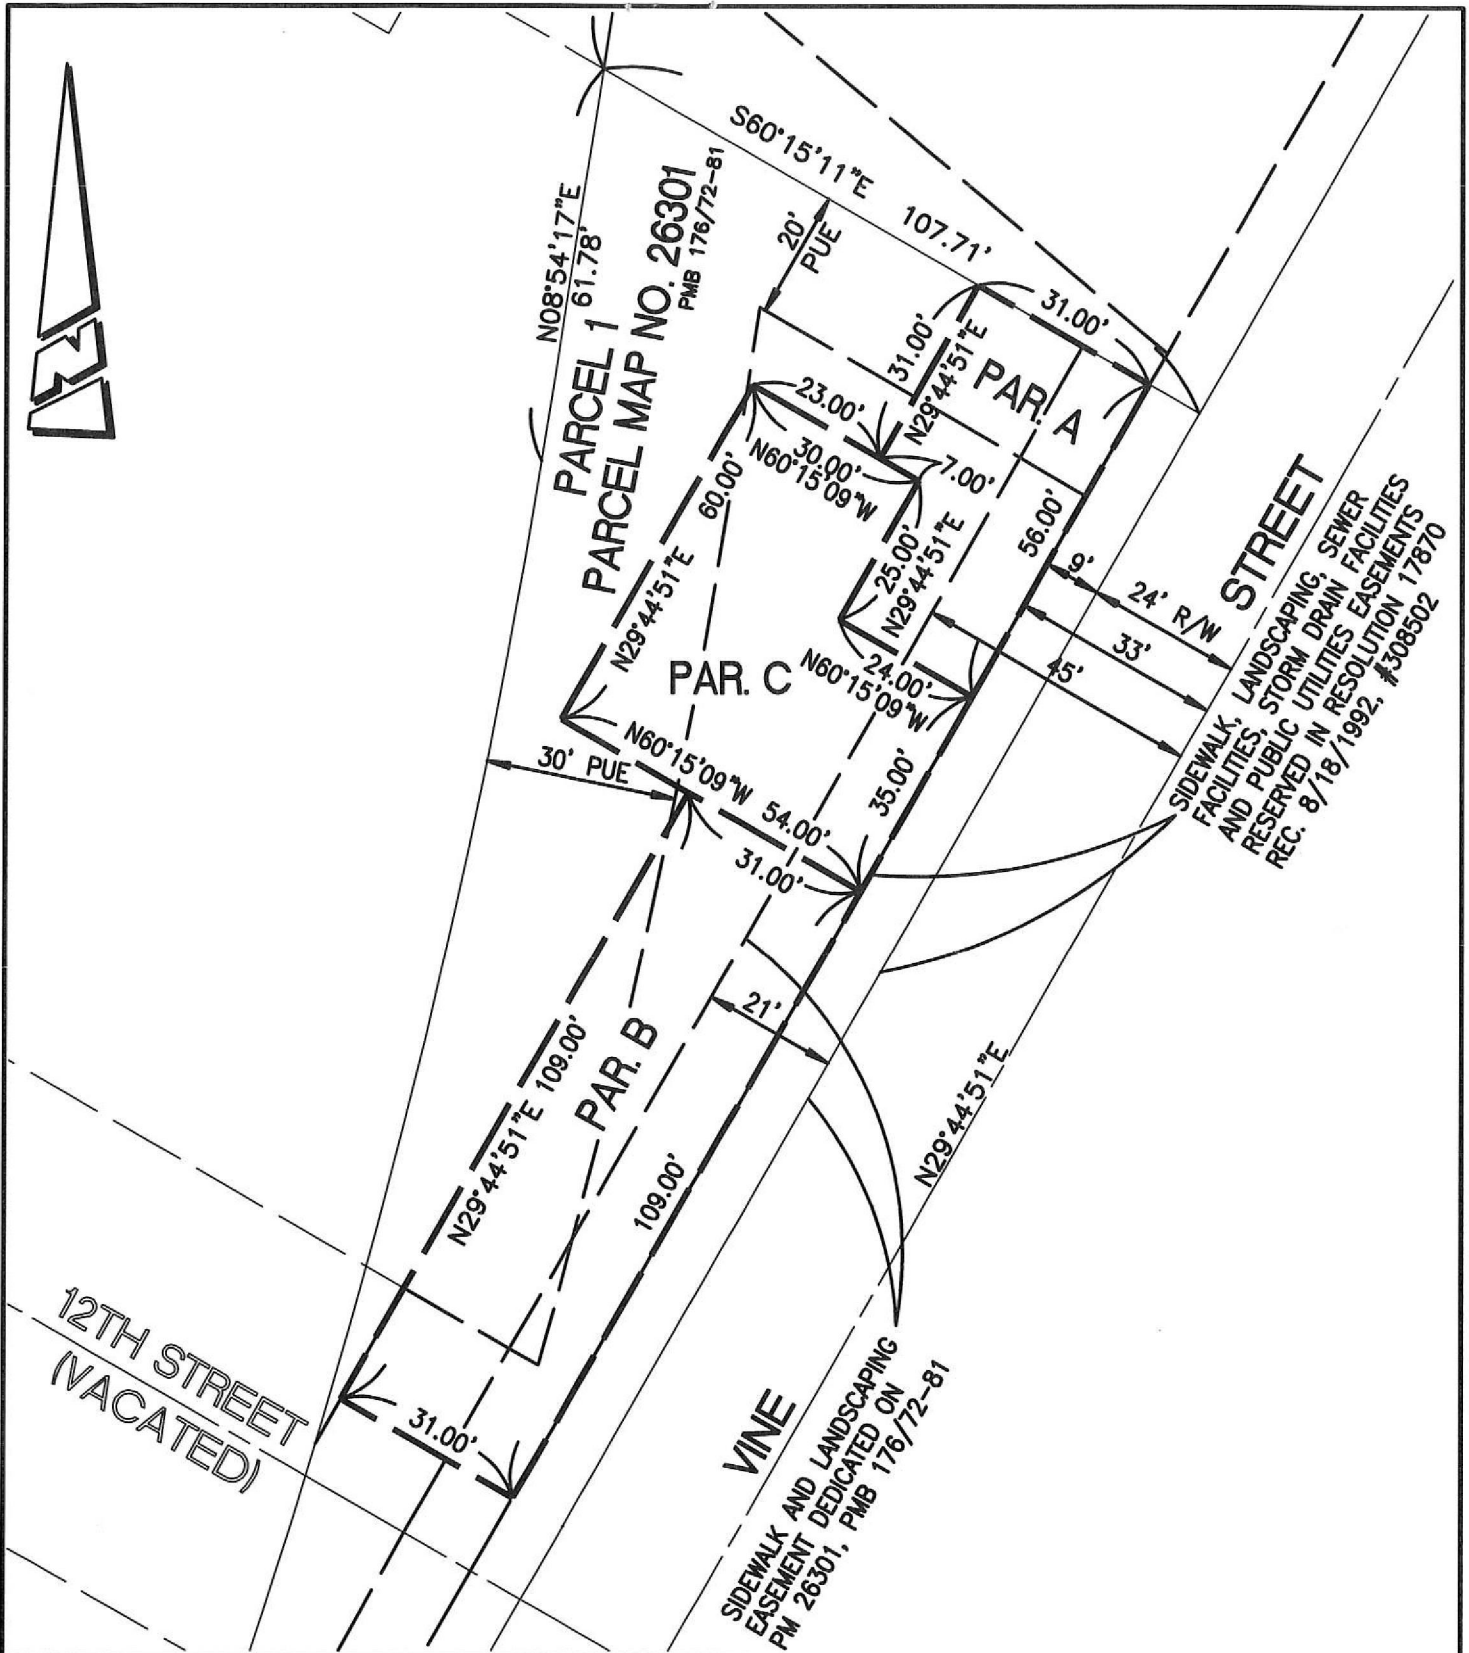 S60°15'11"E 107.71'
N08°54'17"E
61.78'
PARCEL 1
PARCEL MAP NO. 26301
PMB 176/72-81
20'
PUE
31.00'
31.00'
N29°44'51"E
PAR. A
23.00'
30.00'
N60°15'09"W
7.00'
60.00'
N29°44'51"E
25.00'
N29°44'51"E
56.00'
9'
24' R/W
33'
45'
STREET
SIDEWALK, LANDSCAPING, SEWER
FACILITIES, STORM DRAIN FACILITIES
AND PUBLIC UTILITIES EASEMENTS
RESERVED IN RESOLUTION 17870
REC. 8/18/1992, #308502
PAR. C
24.00'
N60°15'09"W
N60°15'09"W 54.00'
30' PUE
35.00'
31.00'
21'
N29°44'51"E 109.00'
PAR. B
109.00'
N29°44'51"E
12TH STREET
(VACATED)
31.00'
VINE
SIDEWALK AND LANDSCAPING
EASEMENT DEDICATED ON
PM 26301, PMB 176/72-81
N